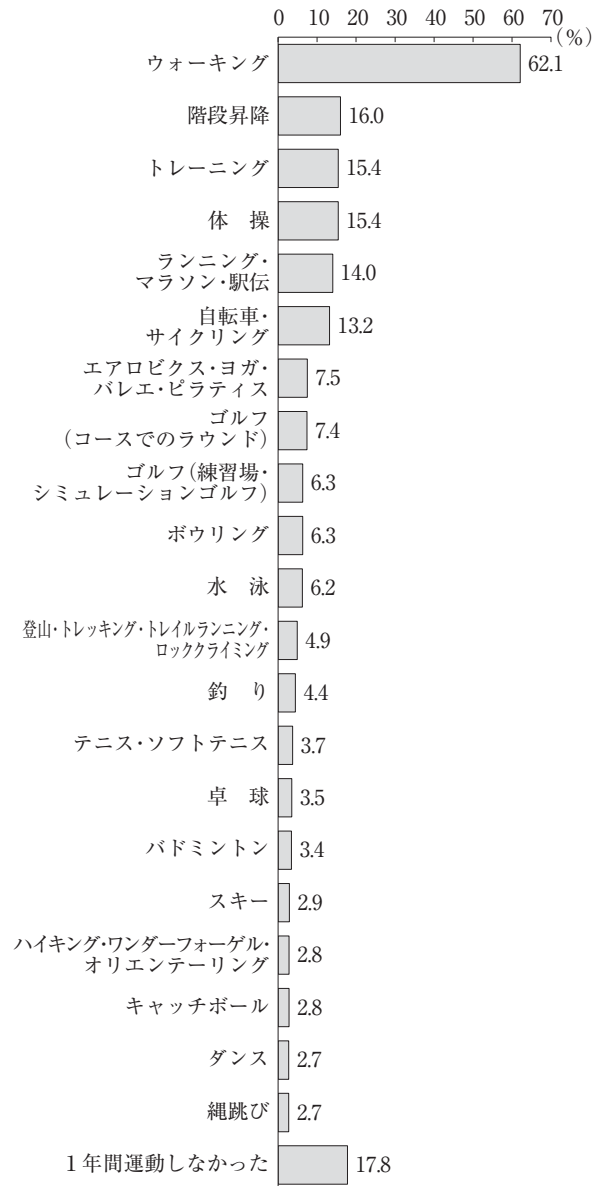 0 10 20 30 40 50 60 70
(%)
ウォーキング 62.1
階段昇降 16.0
トレーニング 15.4
体　操 15.4
ランニング・
マラソン・駅伝 14.0
自転車・
サイクリング 13.2
エアロビクス・ヨガ・
バレエ・ピラティス 7.5
ゴルフ
(コースでのラウンド) 7.4
ゴルフ(練習場・
シミュレーションゴルフ) 6.3
ボウリング 6.3
水　泳 6.2
登山・トレッキング・トレイルランニング・
ロッククライミング 4.9
釣　り 4.4
テニス・ソフトテニス 3.7
卓　球 3.5
バドミントン 3.4
スキー 2.9
ハイキング・ワンダーフォーゲル・
オリエンテーリング 2.8
キャッチボール 2.8
ダンス 2.7
縄跳び 2.7
1年間運動しなかった 17.8